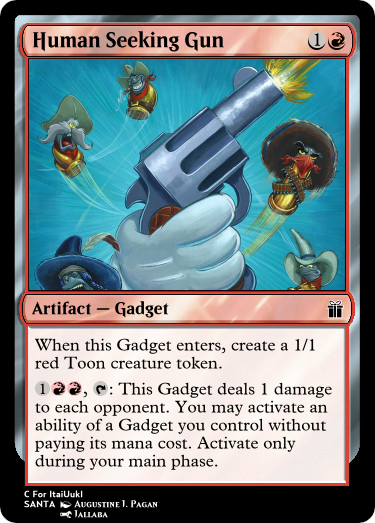 Human Seeking Gun 1
Artifact — Gadget
When this Gadget enters, create a 1/1
red Toon creature token.
1, : This Gadget deals 1 damage
to each opponent. You may activate an
ability of a Gadget you control without
paying its mana cost. Activate only
during your main phase.
C For ItaiUukl
SANTA Augustine J. Pagan
Jallaba